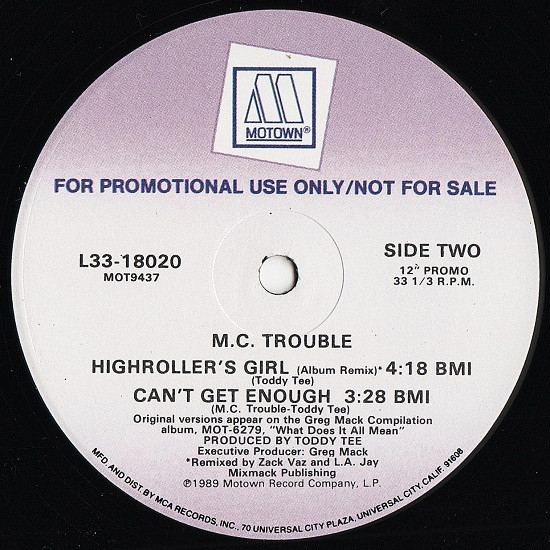 MOTOWN®
FOR PROMOTIONAL USE ONLY/NOT FOR SALE
L33-18020
MOT9437
SIDE TWO
12" PROMO
33 1/3 R.P.M.
M.C. TROUBLE
HIGHROLLER'S GIRL (Album Remix)* 4:18 BMI
(Toddy Tee)
CAN'T GET ENOUGH 3:28 BMI
(M.C. Trouble-Toddy Tee)
Original versions appear on the Greg Mack Compilation
album, MOT-6279, "What Does It All Mean"
PRODUCED BY TODDY TEE
Executive Producer: Greg Mack
*Remixed by Zack Vaz and L.A. Jay
Mixmack Publishing
℗1989 Motown Record Company, L.P.
MFD. AND DIST. BY MCA RECORDS, INC., 70 UNIVERSAL CITY PLAZA, UNIVERSAL CITY, CALIF. 91608